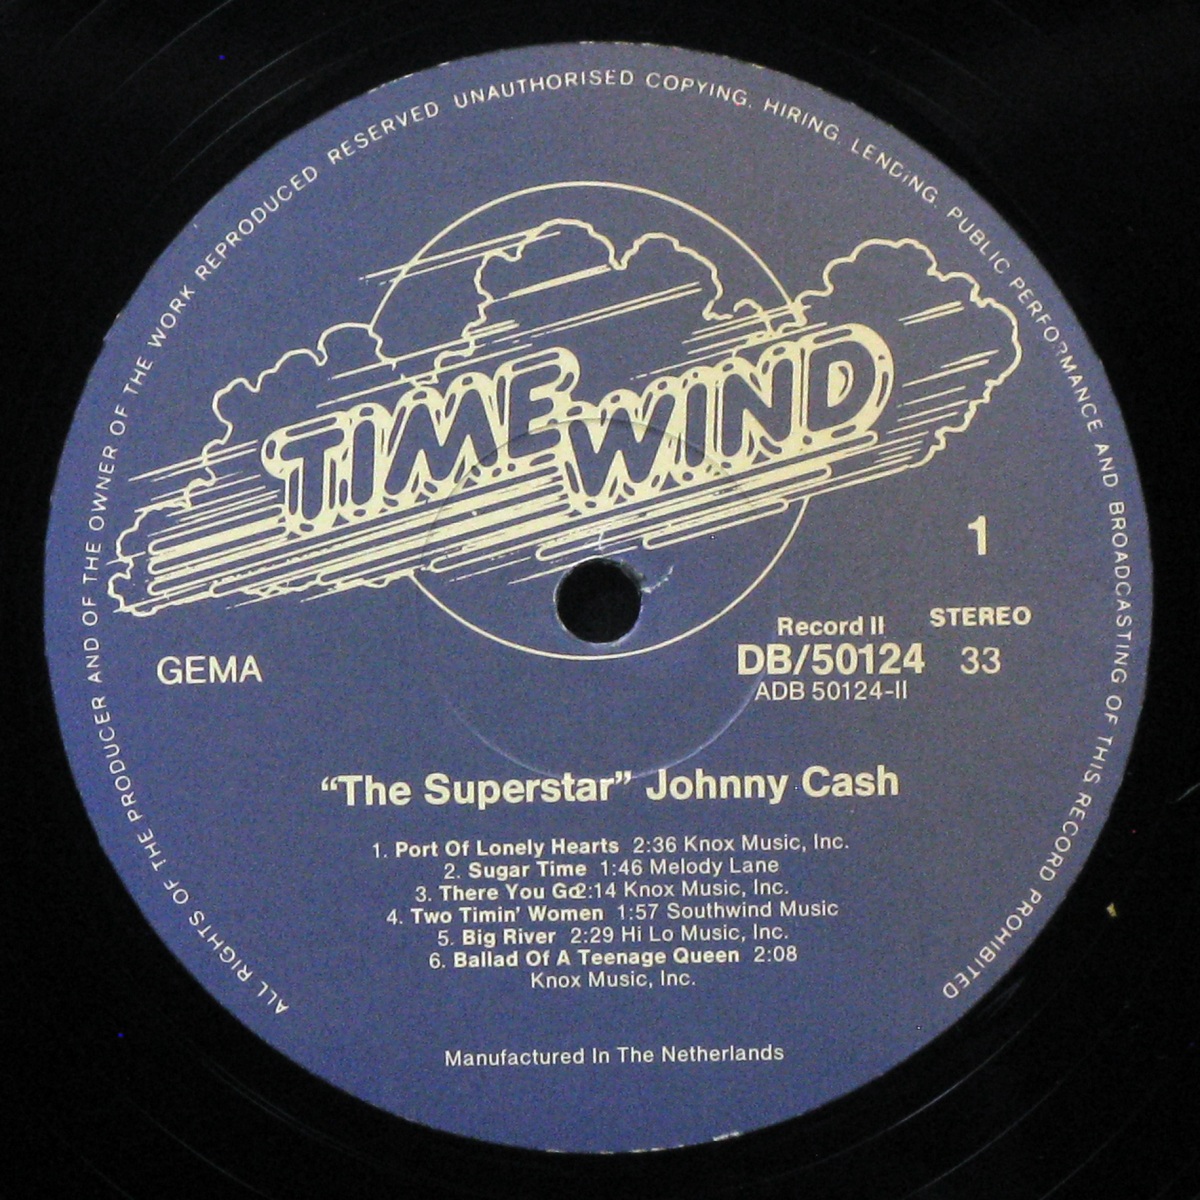 ALL RIGHTS OF THE PRODUCER AND OF THE OWNER OF THE WORK REPRODUCED RESERVED UNAUTHORISED COPYING. HIRING. LENDING. PUBLIC PERFORMANCE AND BROADCASTING OF THIS RECORD PROHIBITED
TIME WIND
1
GEMA
Record II
STEREO
DB/50124
33
ADB 50124-II
“The Superstar” Johnny Cash
1. Port Of Lonely Hearts 2:36 Knox Music, Inc.
2. Sugar Time 1:46 Melody Lane
3. There You Go 2:14 Knox Music, Inc.
4. Two Timin' Women 1:57 Southwind Music
5. Big River 2:29 Hi Lo Music, Inc.
6. Ballad Of A Teenage Queen 2:08
Knox Music, Inc.
Manufactured In The Netherlands